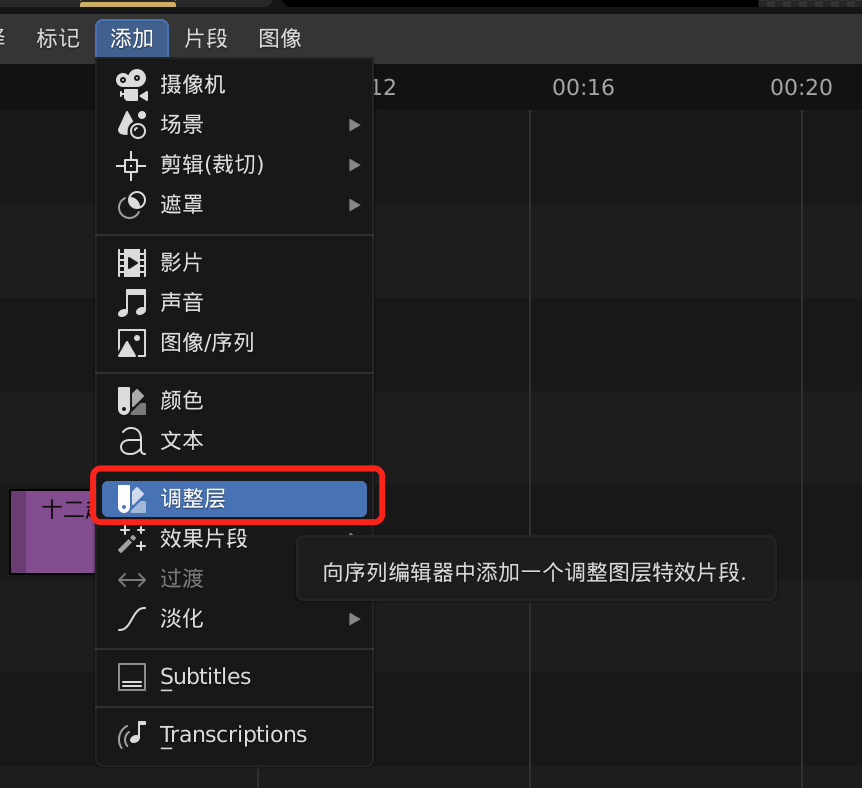 标记 添加 片段 图像
12 00:16 00:20
摄像机
场景
剪辑(裁切)
遮罩
影片
声音
图像/序列
颜色
文本
十二
调整层
效果片段
向序列编辑器中添加一个调整图层特效片段.
过渡
淡化
Subtitles
Transcriptions